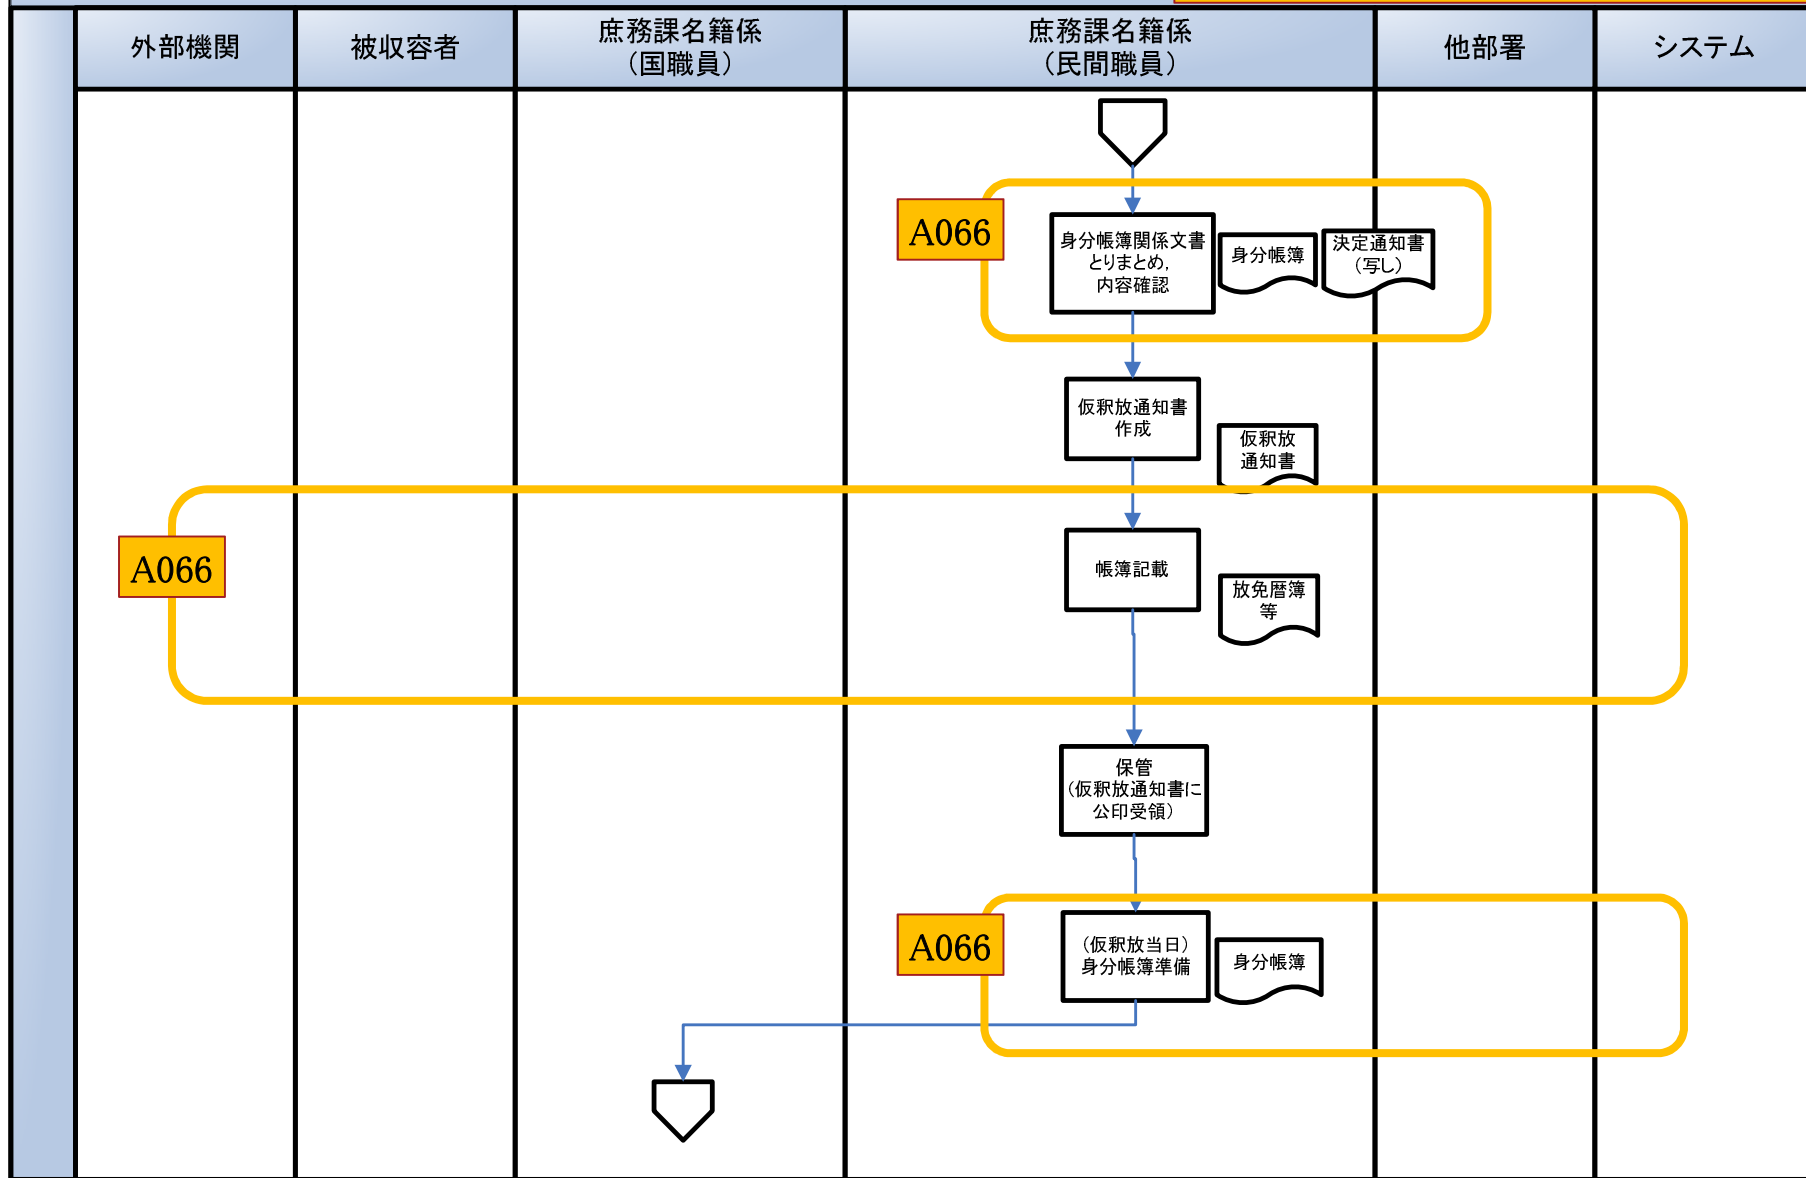 外部機関
被収容者
庶務課名籍係
（国職員）
庶務課名籍係
（民間職員）
他部署
システム
A066
身分帳簿関係文書
とりまとめ，
内容確認
身分帳簿
決定通知書
（写し）
仮釈放通知書
作成
仮釈放
通知書
A066
帳簿記載
放免暦簿
等
保管
（仮釈放通知書に
公印受領）
A066
（仮釈放当日）
身分帳簿準備
身分帳簿